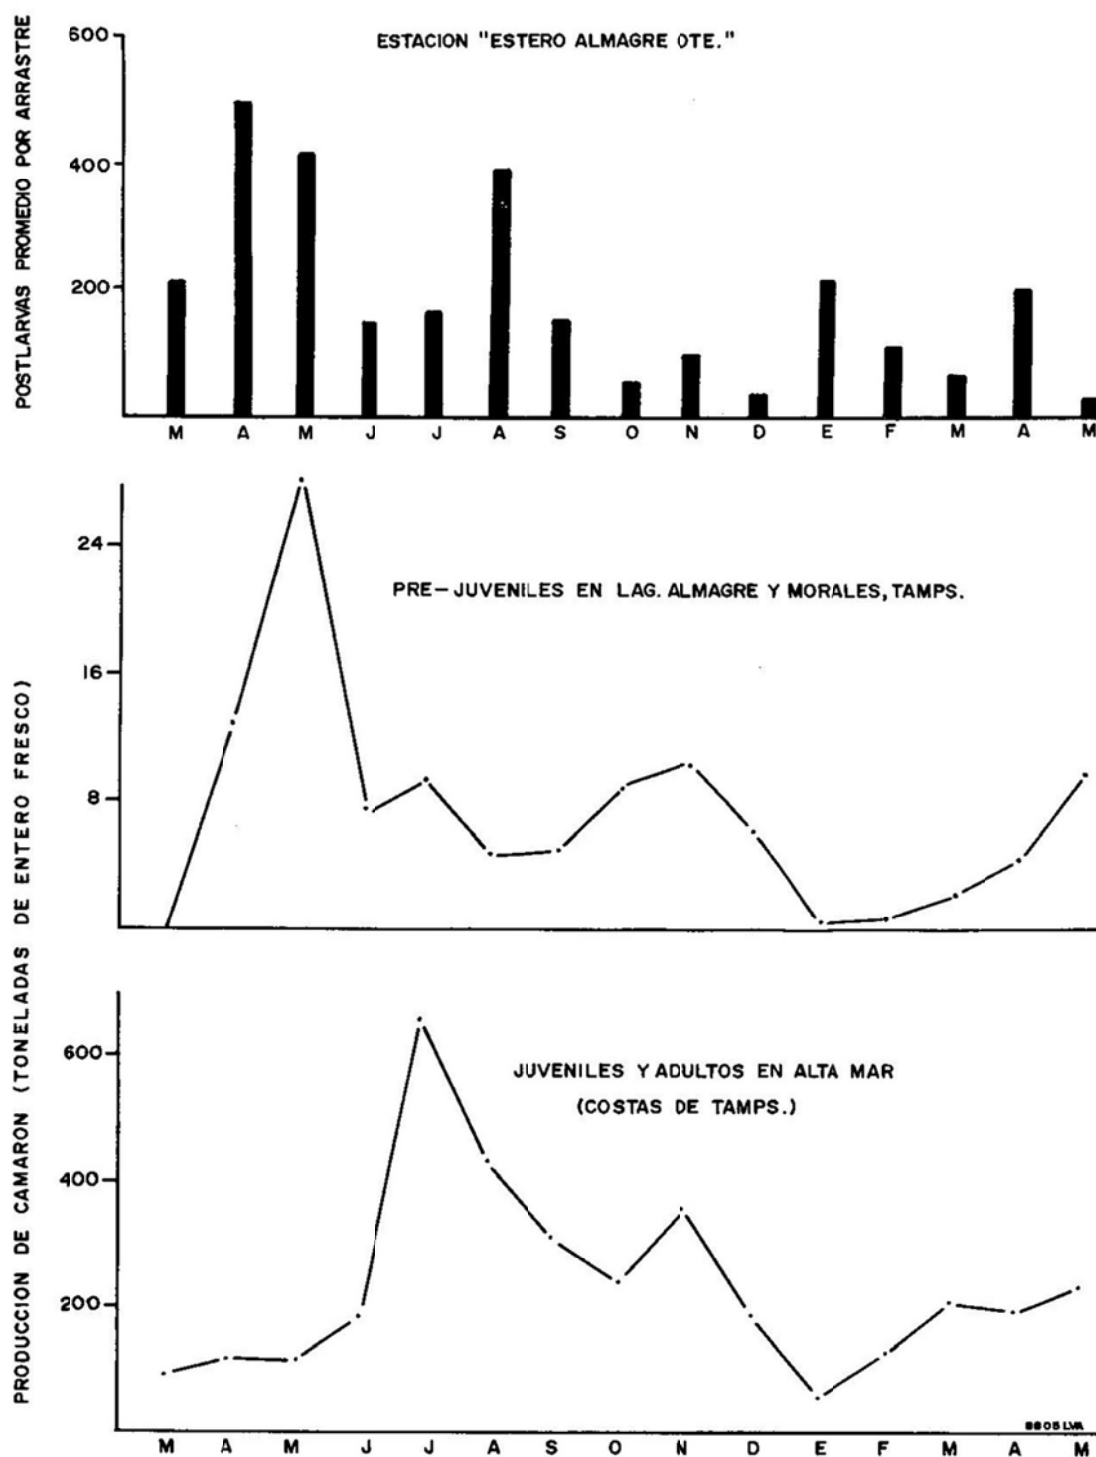 ESTACION "ESTERO ALMAGRE OTE."
POSTLARVAS PROMEDIO POR ARRASTRE
600
400
200
M A M J J A S O N D E F M A M
PRE-JUVENILES EN LAG. ALMAGRE Y MORALES, TAMPS.
24
16
8
PRODUCCION DE CAMARON (TONELADAS DE ENTERO FRESCO)
JUVENILES Y ADULTOS EN ALTA MAR
(COSTAS DE TAMPS.)
600
400
200
M A M J J A S O N D E F M A M